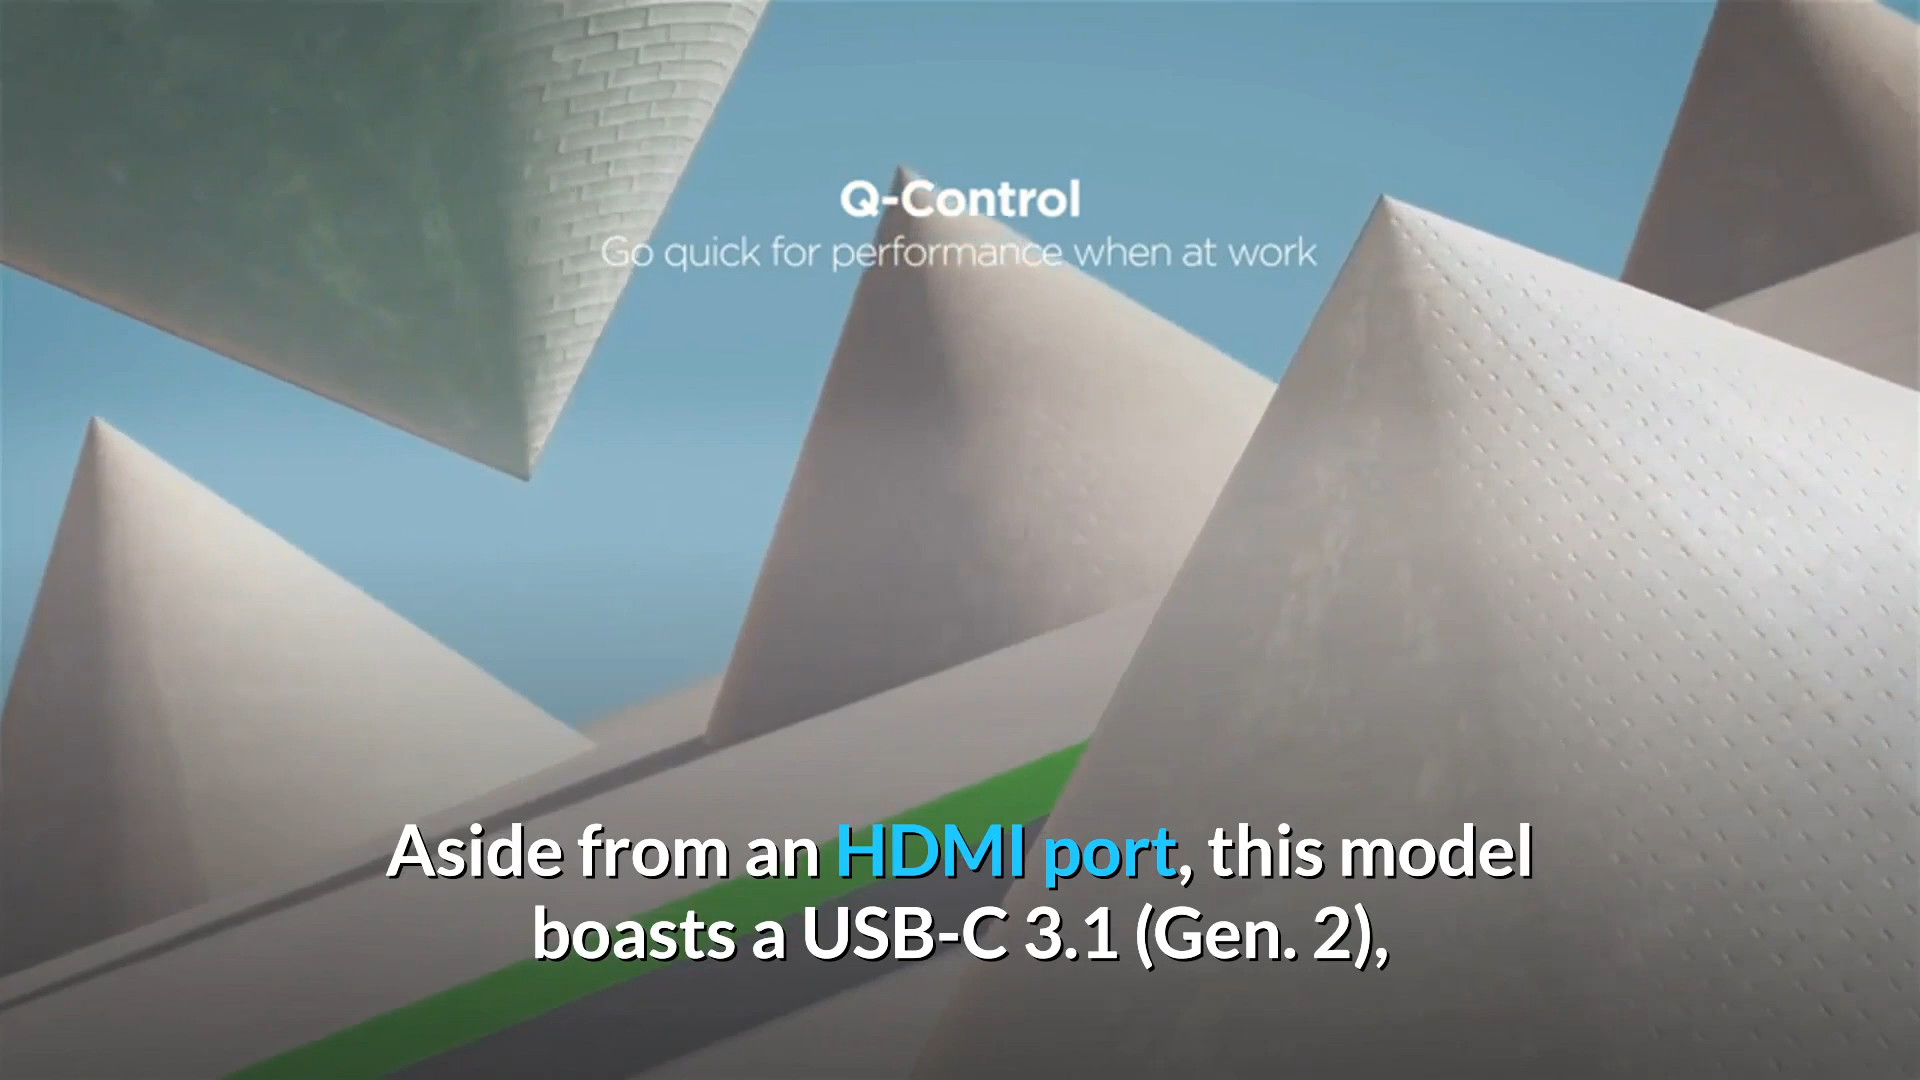 Q-Control
Go quick for performance when at work
Aside from an HDMI port, this model
boasts a USB-C 3.1 (Gen. 2),